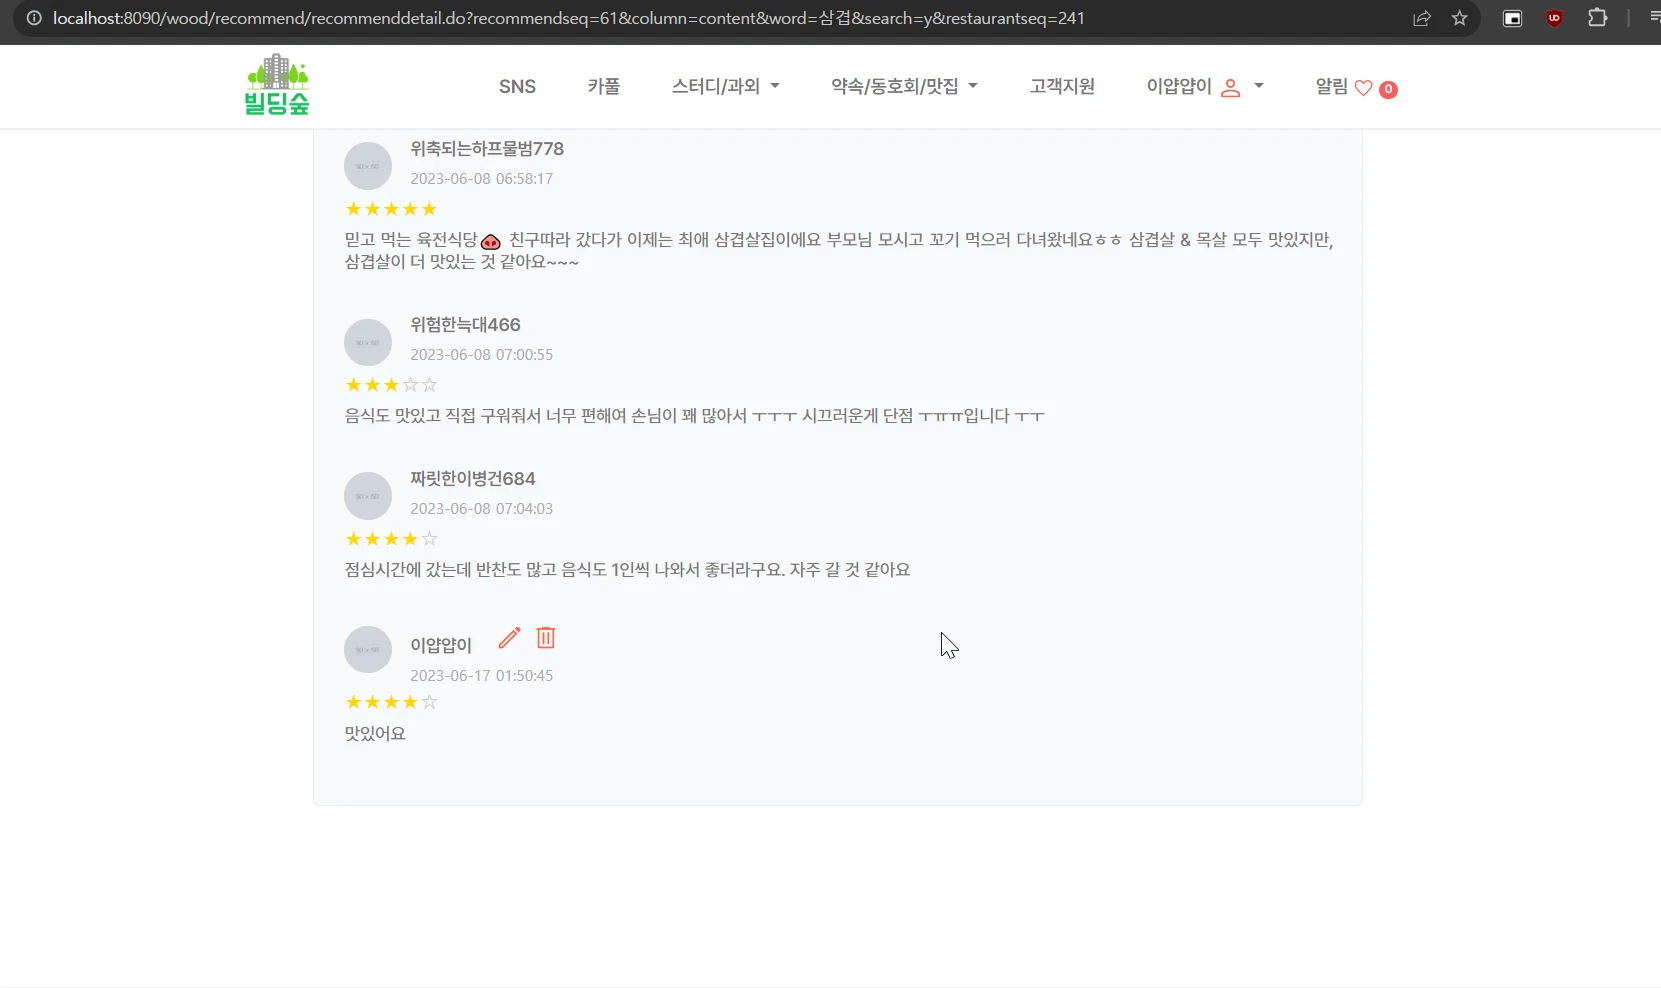 localhost:8090/wood/recommend/recommenddetail.do?recommendseq=61&column=content&word=삼겹&search=y&restaurantseq=241
빌딩숲 SNS 카풀 스터디/과외 약속/동호회/맛집 고객지원 이얍얍이 알림 0
위축되는하프물범778
2023-06-08 06:58:17
★★★★★
믿고 먹는 육전식당🐽 친구따라 갔다가 이제는 최애 삼겹살집이에요 부모님 모시고 꼬기 먹으러 다녀왔네요ㅎㅎ 삼겹살 & 목살 모두 맛있지만,
삼겹살이 더 맛있는 것 같아요~~~
위험한늑대466
2023-06-08 07:00:55
★★★☆☆
음식도 맛있고 직접 구워줘서 너무 편해여 손님이 꽤 많아서 ㅜㅜㅜ 시끄러운게 단점 ㅜㅠㅠ입니다 ㅜㅜ
짜릿한이병건684
2023-06-08 07:04:03
★★★★☆
점심시간에 갔는데 반찬도 많고 음식도 1인씩 나와서 좋더라구요. 자주 갈 것 같아요
이얍얍이
2023-06-17 01:50:45
★★★★☆
맛있어요